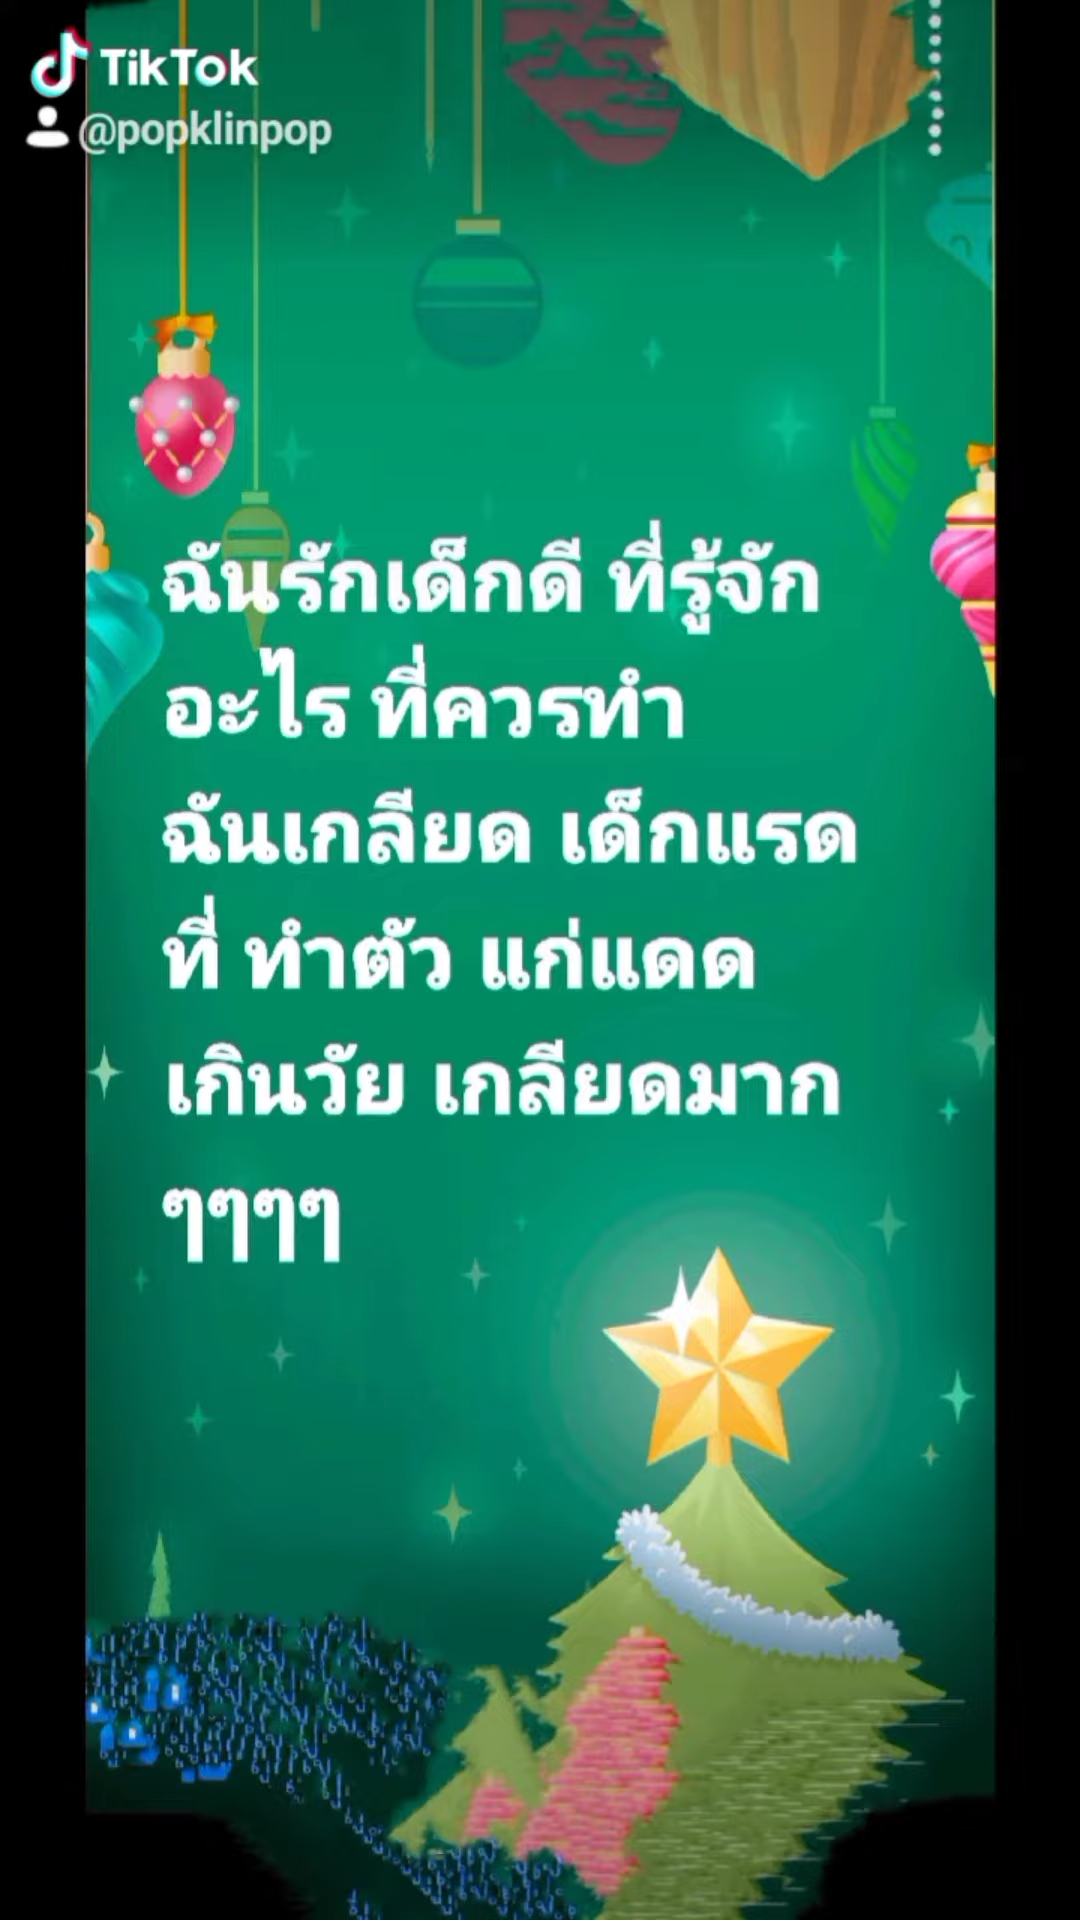 TikTok
@popklinpop
ฉันรักเด็กดี ที่รู้จัก
อะไร ที่ควรทำ
ฉันเกลียด เด็กแรด
ที่ ทำตัว แก่แดด
เกินวัย เกลียดมาก
ๆๆๆๆ